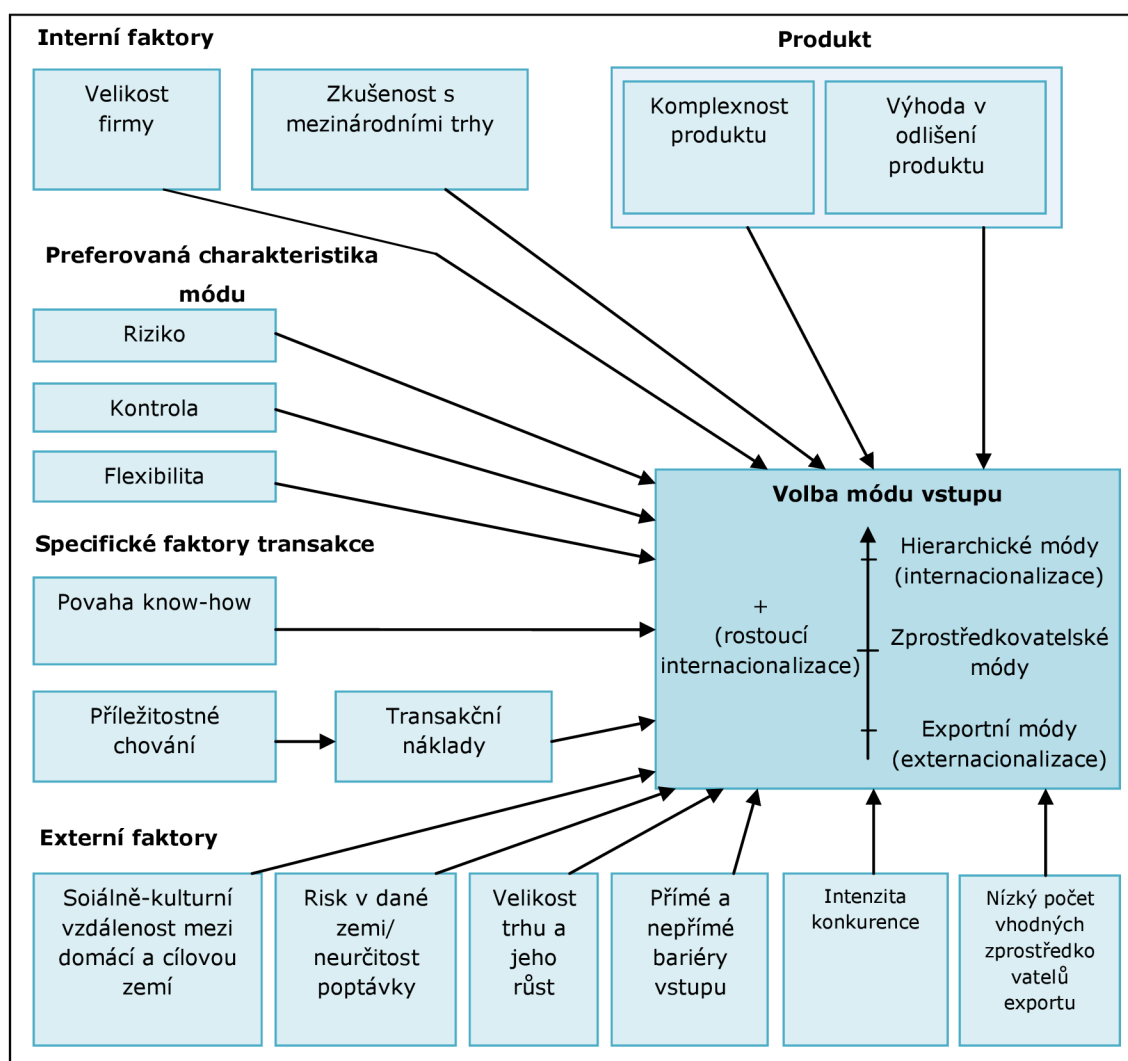 Interní faktory
Produkt
Velikost
firmy
Zkušenost s
mezinárodními trhy
Komplexnost
produktu
Výhoda v
odlišení
produktu
Preferovaná charakteristika
módu
Riziko
Kontrola
Flexibilita
Volba módu vstupu
Hierarchické módy
(internacionalizace)
+
(rostoucí
internacionalizace)
Zprostředkovatelské
módy
Exportní módy
(externacionalizace)
Specifické faktory transakce
Povaha know-how
Příležitostné
chování
Transakční
náklady
Externí faktory
Soiálně-kulturní
vzdálenost mezi
domácí a cílovou
zemí
Risk v dané
zemi/
neurčitost
poptávky
Velikost
trhu a
jeho
růst
Přímé a
nepřímé
bariéry
vstupu
Intenzita
konkurence
Nízký počet
vhodných
zprostředko
vatelů
exportu